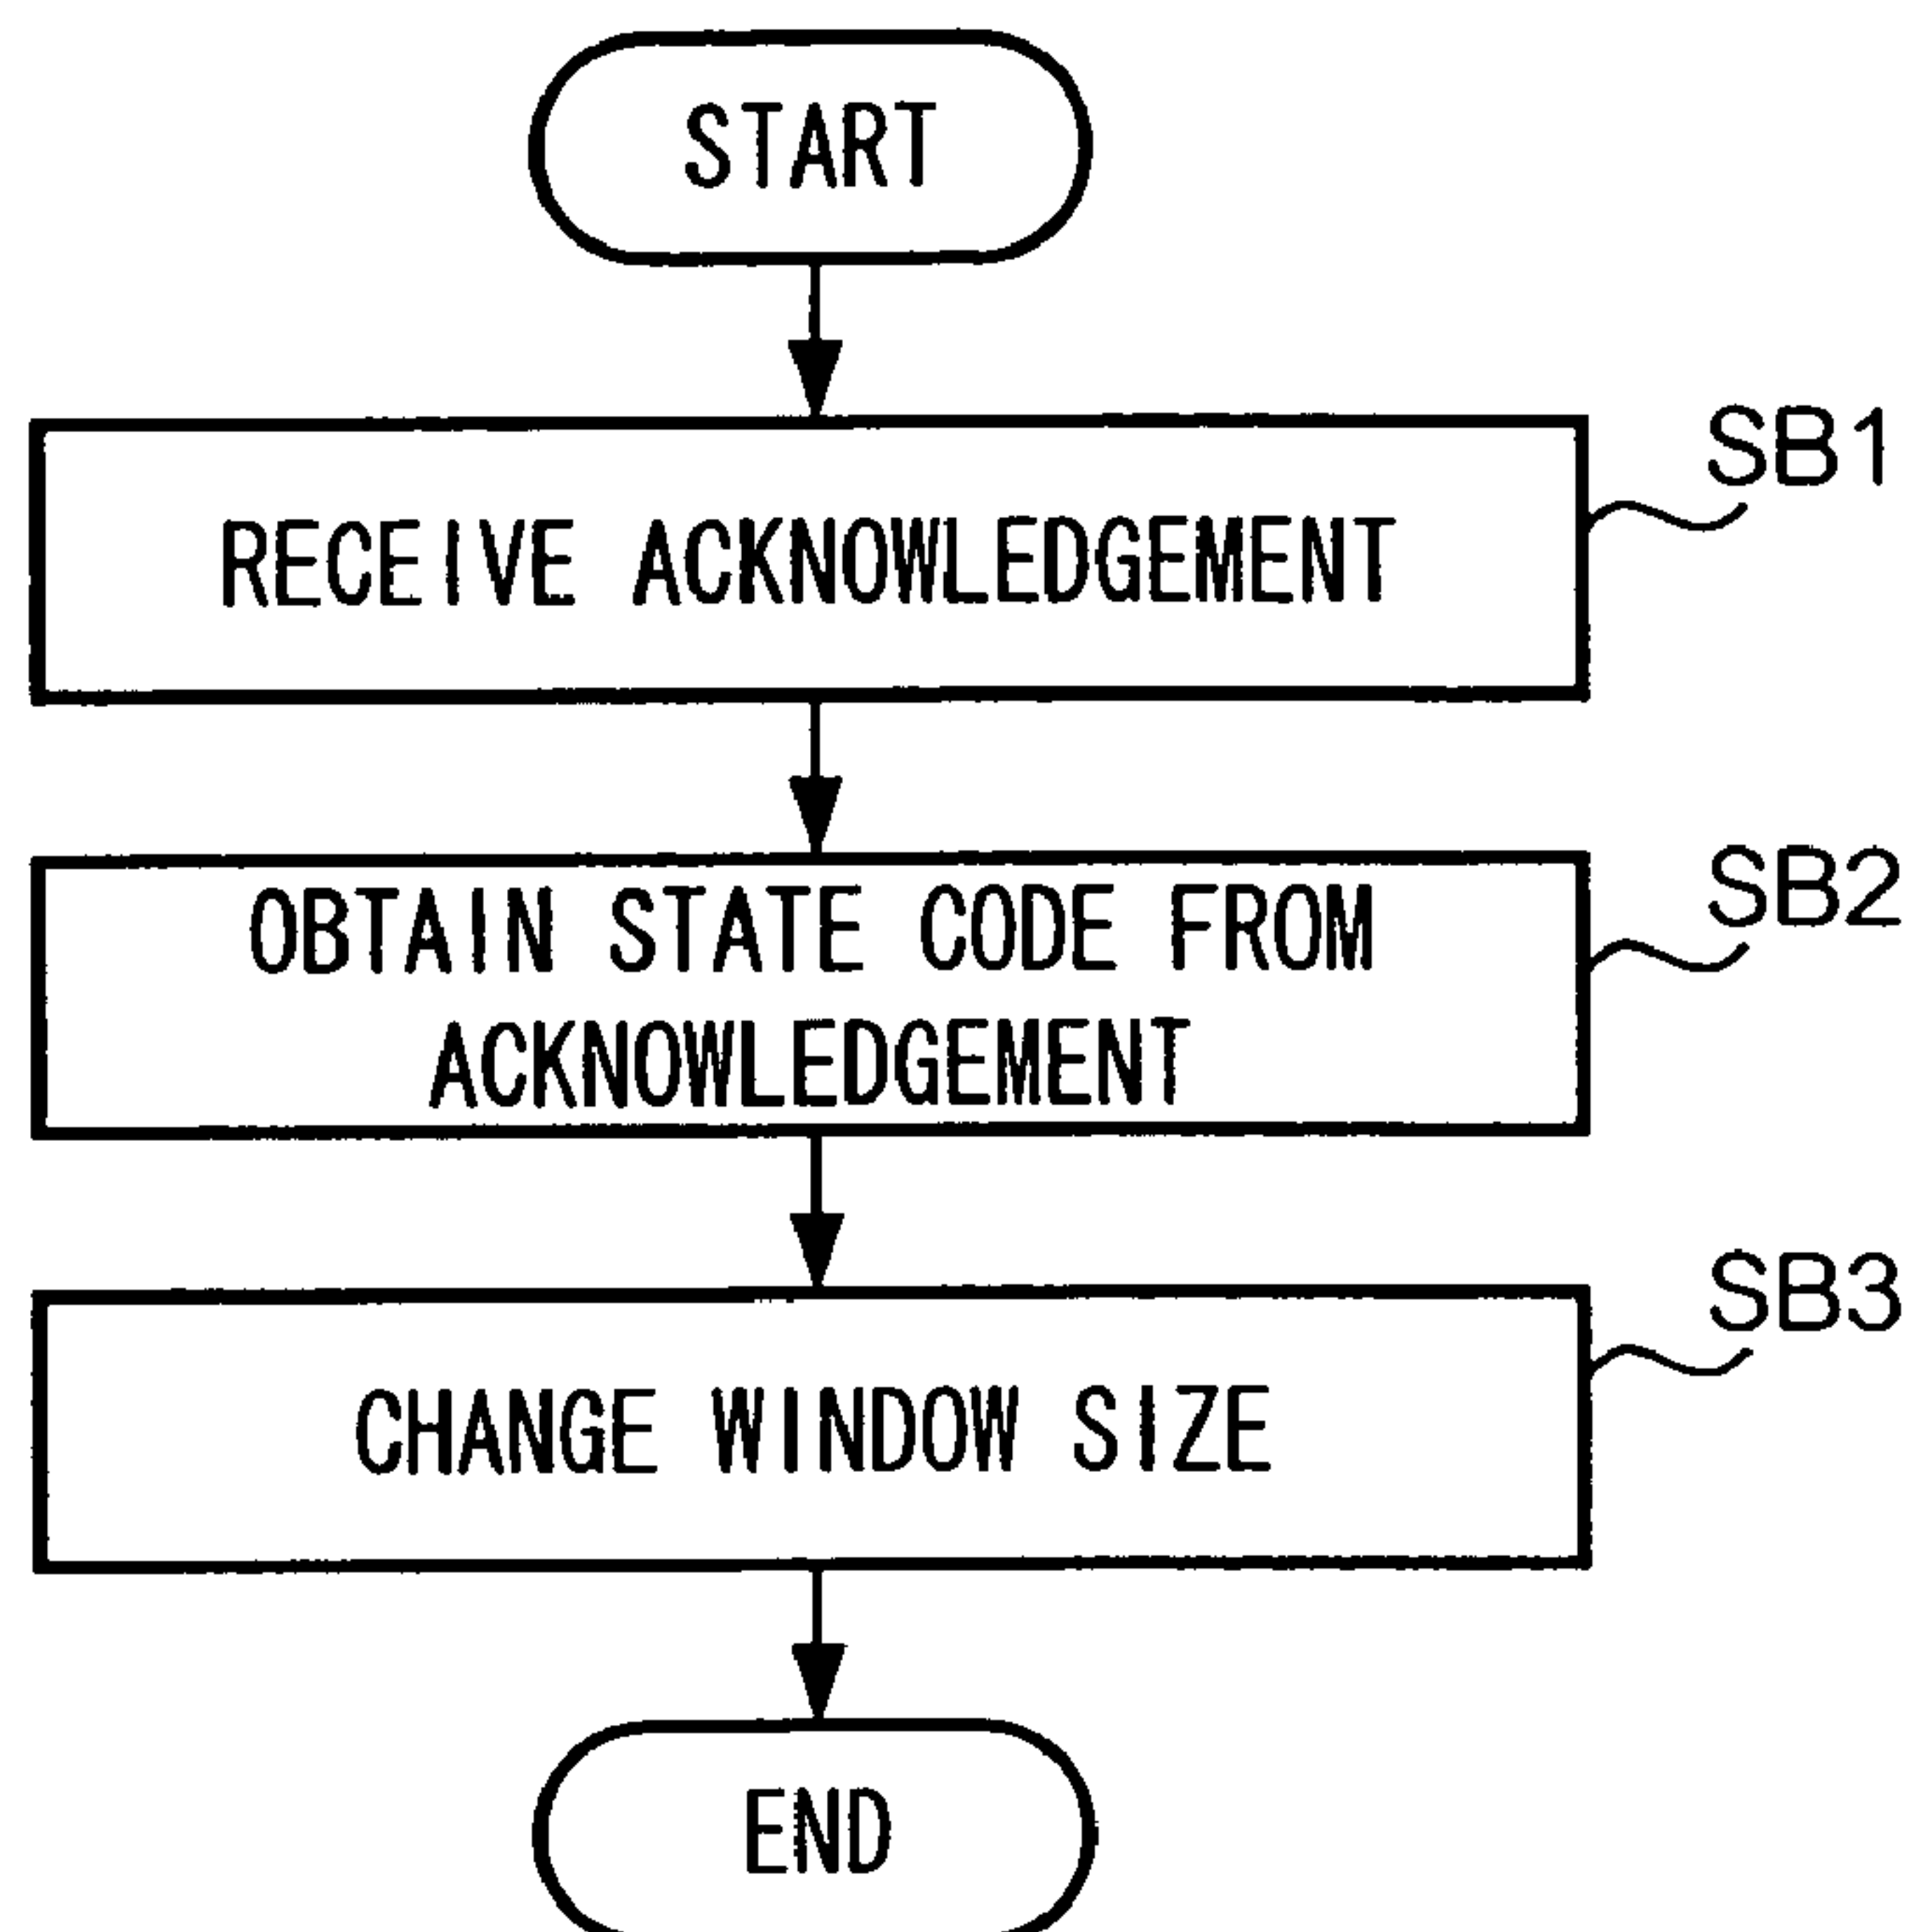 START
SB1
RECEIVE ACKNOWLEDGEMENT
SB2
OBTAIN STATE CODE FROM
ACKNOWLEDGEMENT
SB3
CHANGE WINDOW SIZE
END